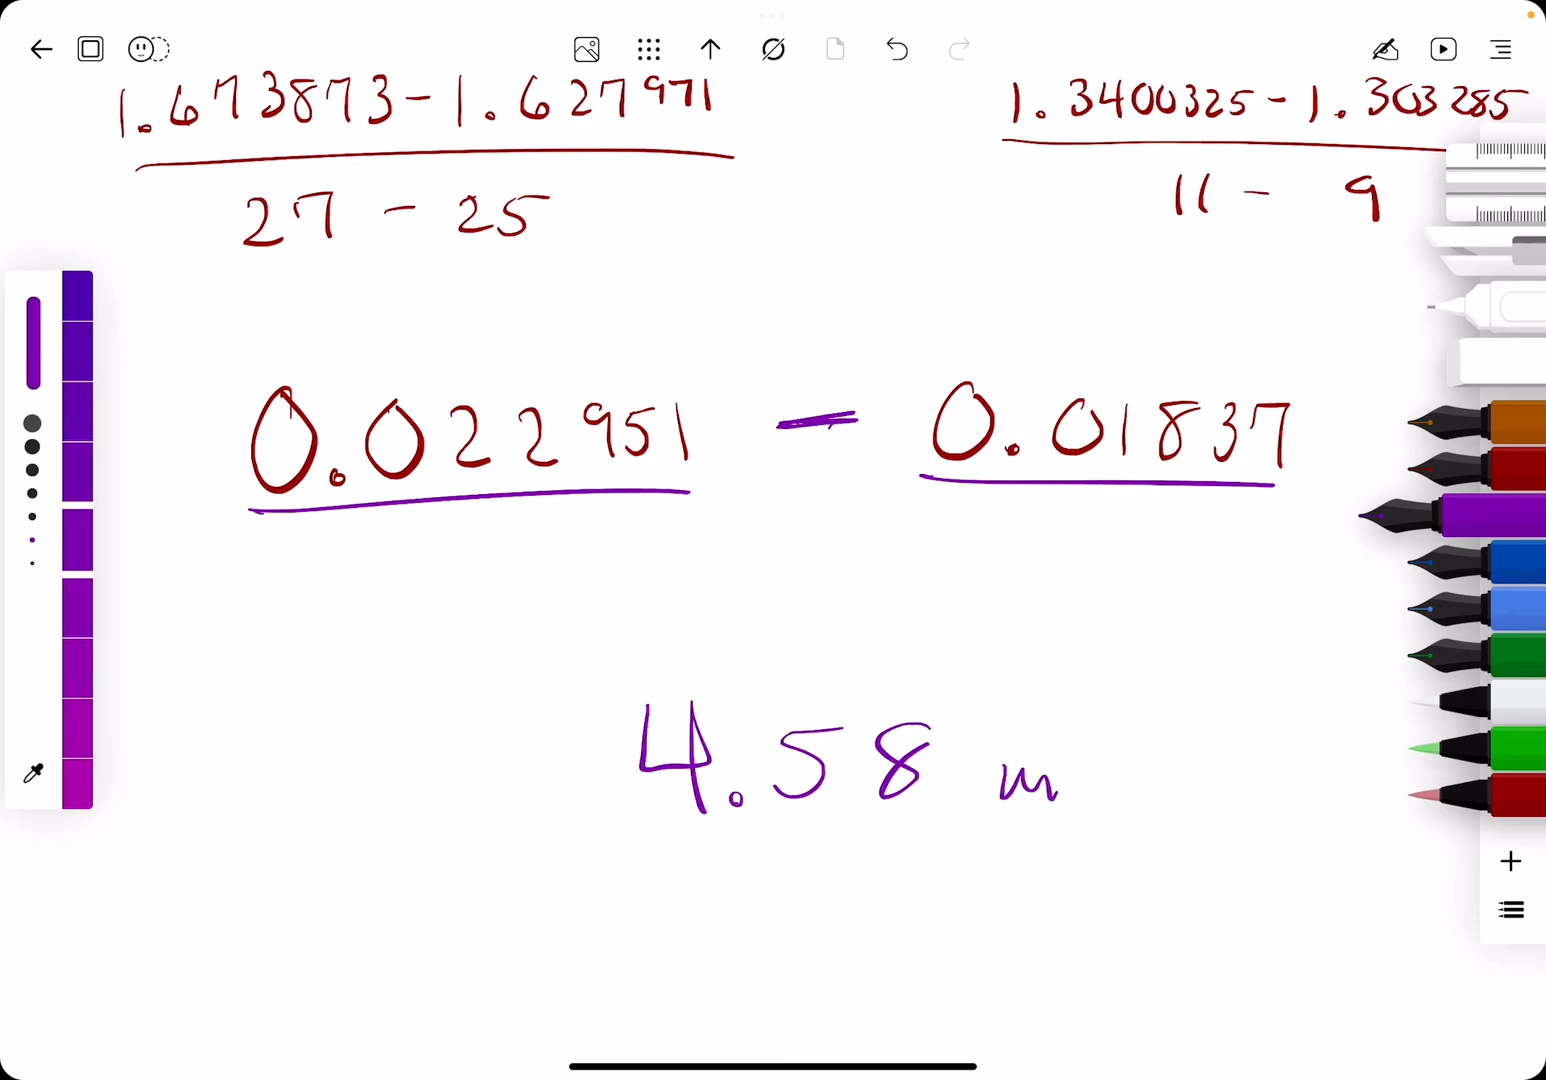 1.673873 - 1.627971
27 - 25
1.3400325 - 1.303285
11 - 9
0.022951 - 0.01837
4.58 m